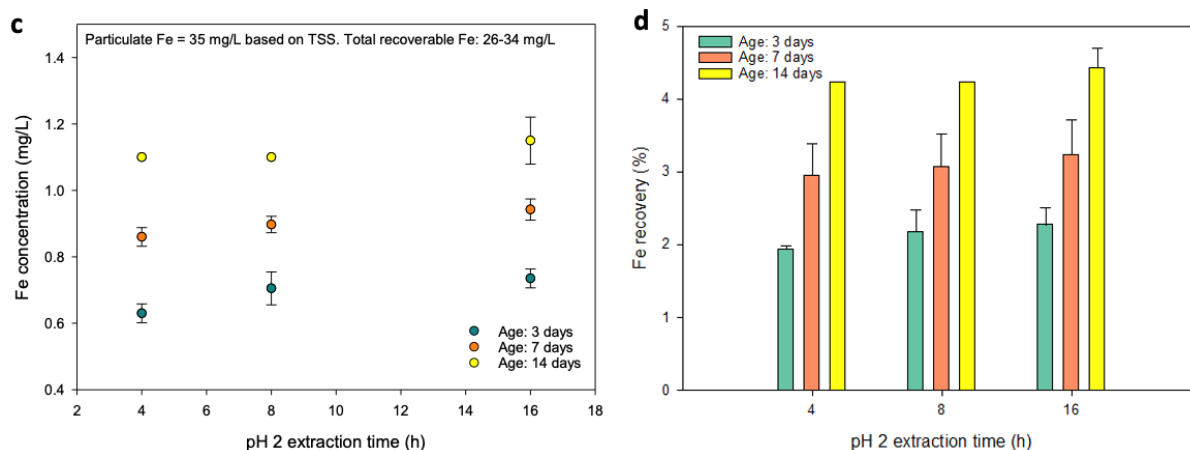 c
Particulate Fe = 35 mg/L based on TSS. Total recoverable Fe: 26-34 mg/L
Fe concentration (mg/L)
1.4
1.2
1.0
0.8
0.6
0.4
Age: 3 days
Age: 7 days
Age: 14 days
2 4 6 8 10 12 14 16 18
pH 2 extraction time (h)
d
Fe recovery (%)
5
4
3
2
1
0
Age: 3 days
Age: 7 days
Age: 14 days
4 8 16
pH 2 extraction time (h)